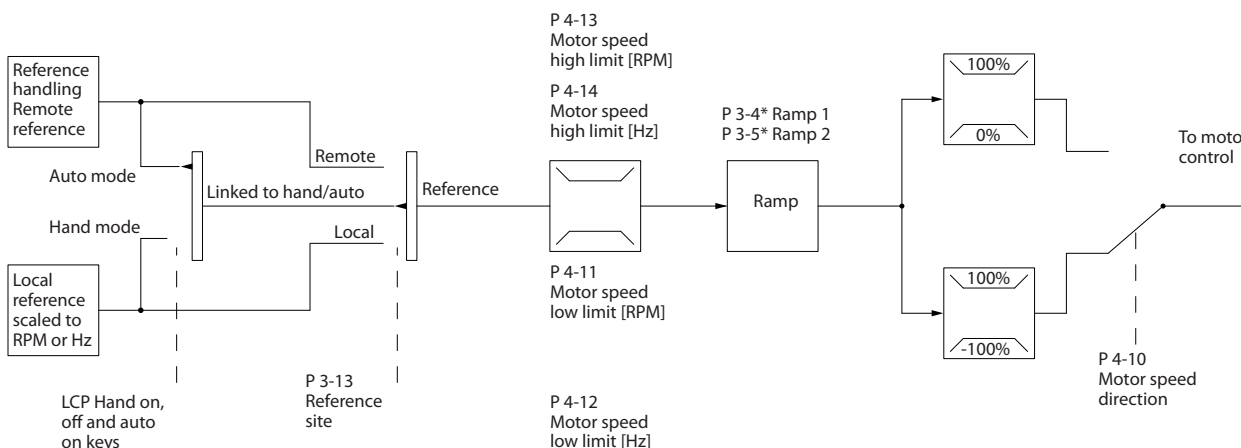 Reference
handling
Remote
reference
Auto mode
Hand mode
Local
reference
scaled to
RPM or Hz
LCP Hand on,
off and auto
on keys
Linked to hand/auto
Remote
Local
P 3-13
Reference
site
Reference
P 4-13
Motor speed
high limit [RPM]
P 4-14
Motor speed
high limit [Hz]
P 4-11
Motor speed
low limit [RPM]
P 4-12
Motor speed
low limit [Hz]
P 3-4* Ramp 1
P 3-5* Ramp 2
Ramp
100%
0%
100%
-100%
To moto
control
P 4-10
Motor speed
direction